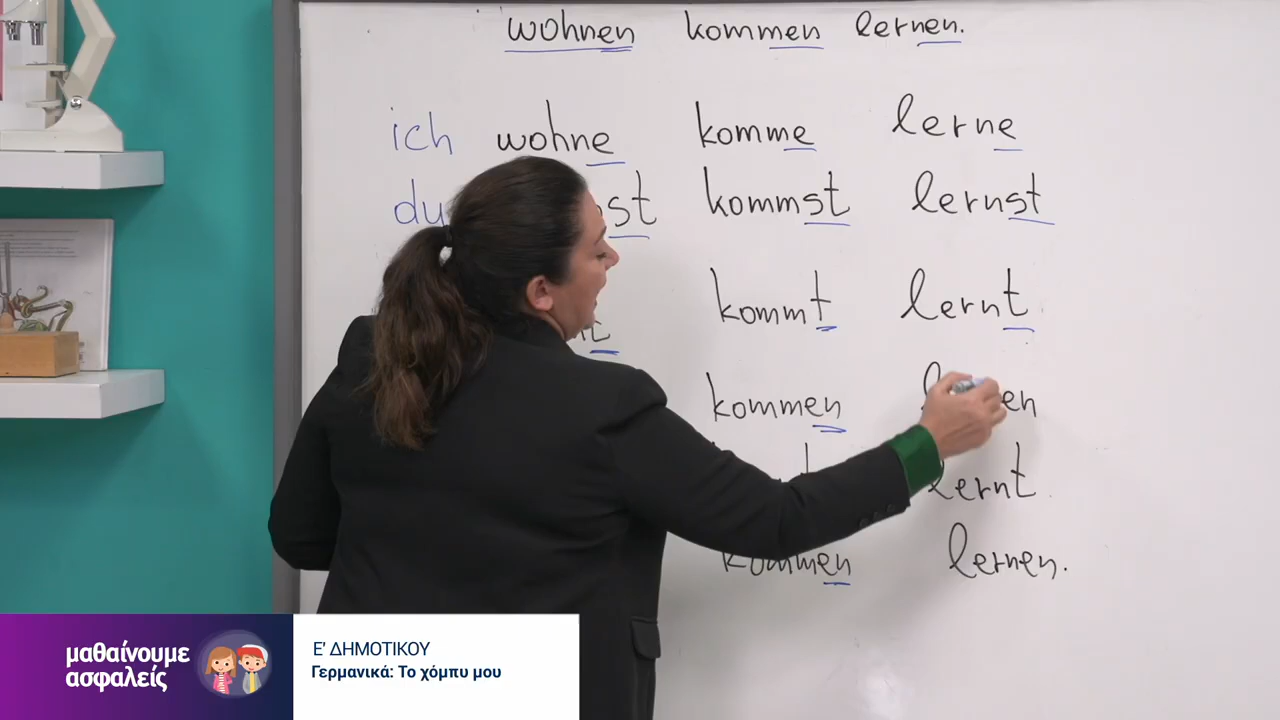 wohnen kommen lernen.
ich wohne komme lerne
du kommst lernst
kommt lernt
kommen
lernt
kommen lernen.
μαθαίνουμε
ασφαλείς
Ε' ΔΗΜΟΤΙΚΟΥ
Γερμανικά: Το χόμπυ μου